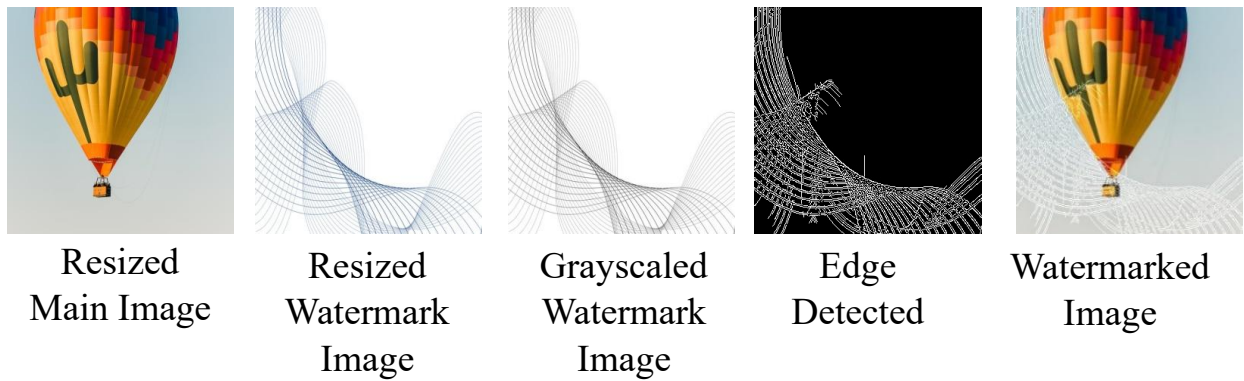 Resized
Main Image
Resized
Watermark
Image
Grayscaled
Watermark
Image
Edge
Detected
Watermarked
Image